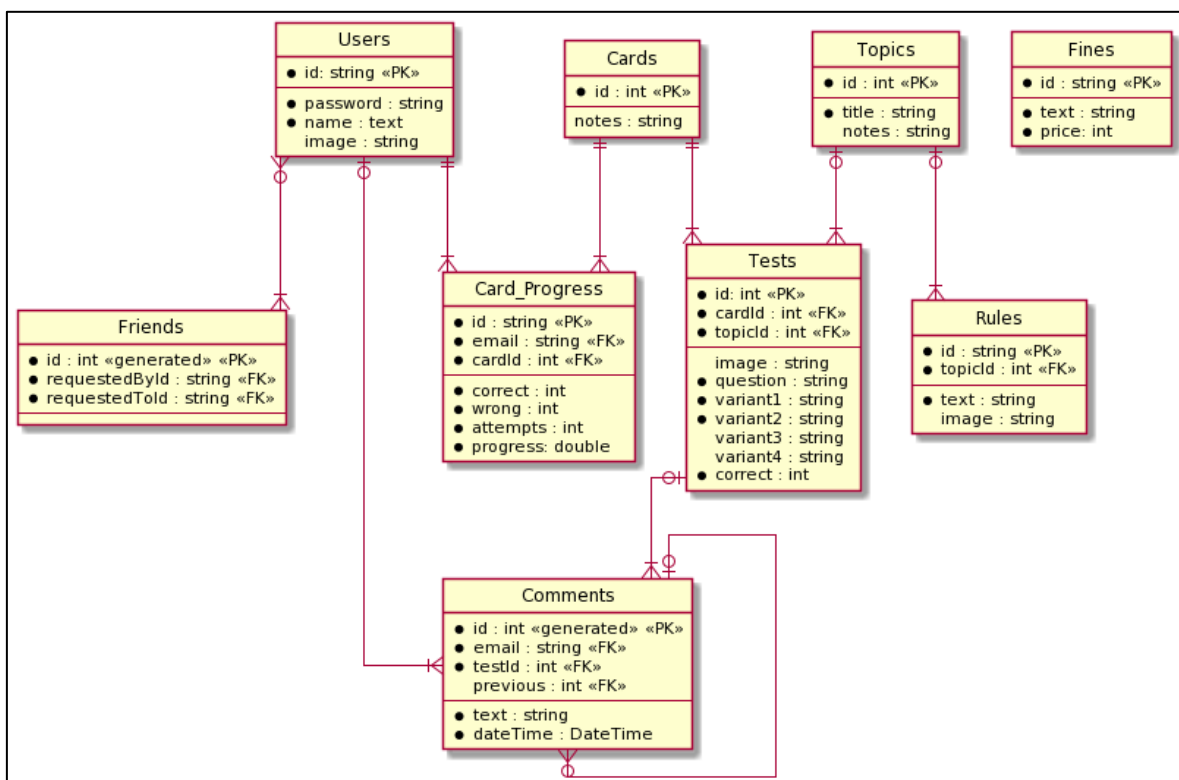 Users
id: string «PK»
password : string
name : text
image : string
Cards
id : int «PK»
notes : string
Topics
id : int «PK»
title : string
notes : string
Fines
id : string «PK»
text : string
price: int
Friends
id : int «generated» «PK»
requestedById : string «FK»
requestedToId : string «FK»
Card_Progress
id : string «PK»
email : string «FK»
cardId : int «FK»
correct : int
wrong : int
attempts : int
progress: double
Tests
id: int «PK»
cardId : int «FK»
topicId : int «FK»
image : string
question : string
variant1 : string
variant2 : string
variant3 : string
variant4 : string
correct : int
Rules
id : string «PK»
topicId : int «FK»
text : string
image : string
Comments
id : int «generated» «PK»
email : string «FK»
testId : int «FK»
previous : int «FK»
text : string
dateTime : DateTime